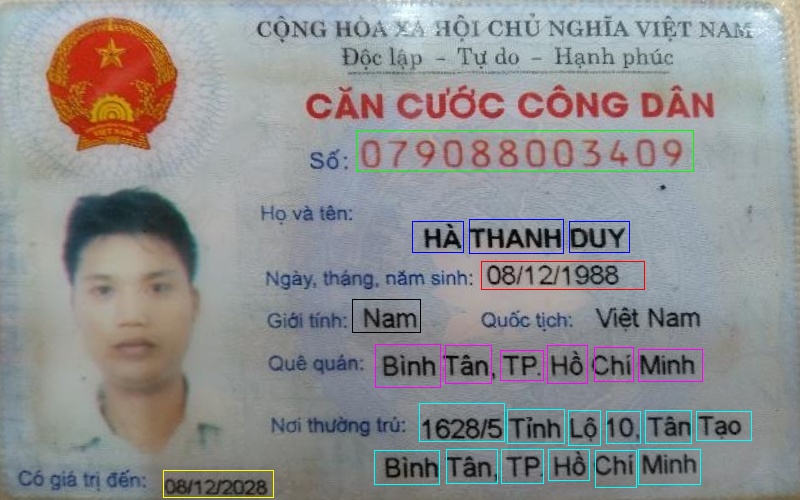 CỘNG HÒA XÃ HỘI CHỦ NGHĨA VIỆT NAM
Độc lập - Tự do - Hạnh phúc
CĂN CƯỚC CÔNG DÂN
Số: 079088003409
Họ và tên:
HÀ THANH DUY
Ngày, tháng, năm sinh: 08/12/1988
Giới tính: Nam Quốc tịch: Việt Nam
Quê quán: Bình Tân, TP. Hồ Chí Minh
Nơi thường trú: 1628/5 Tỉnh Lộ 10, Tân Tạo
Bình Tân, TP. Hồ Chí Minh
Có giá trị đến: 08/12/2028
VIỆT NAM